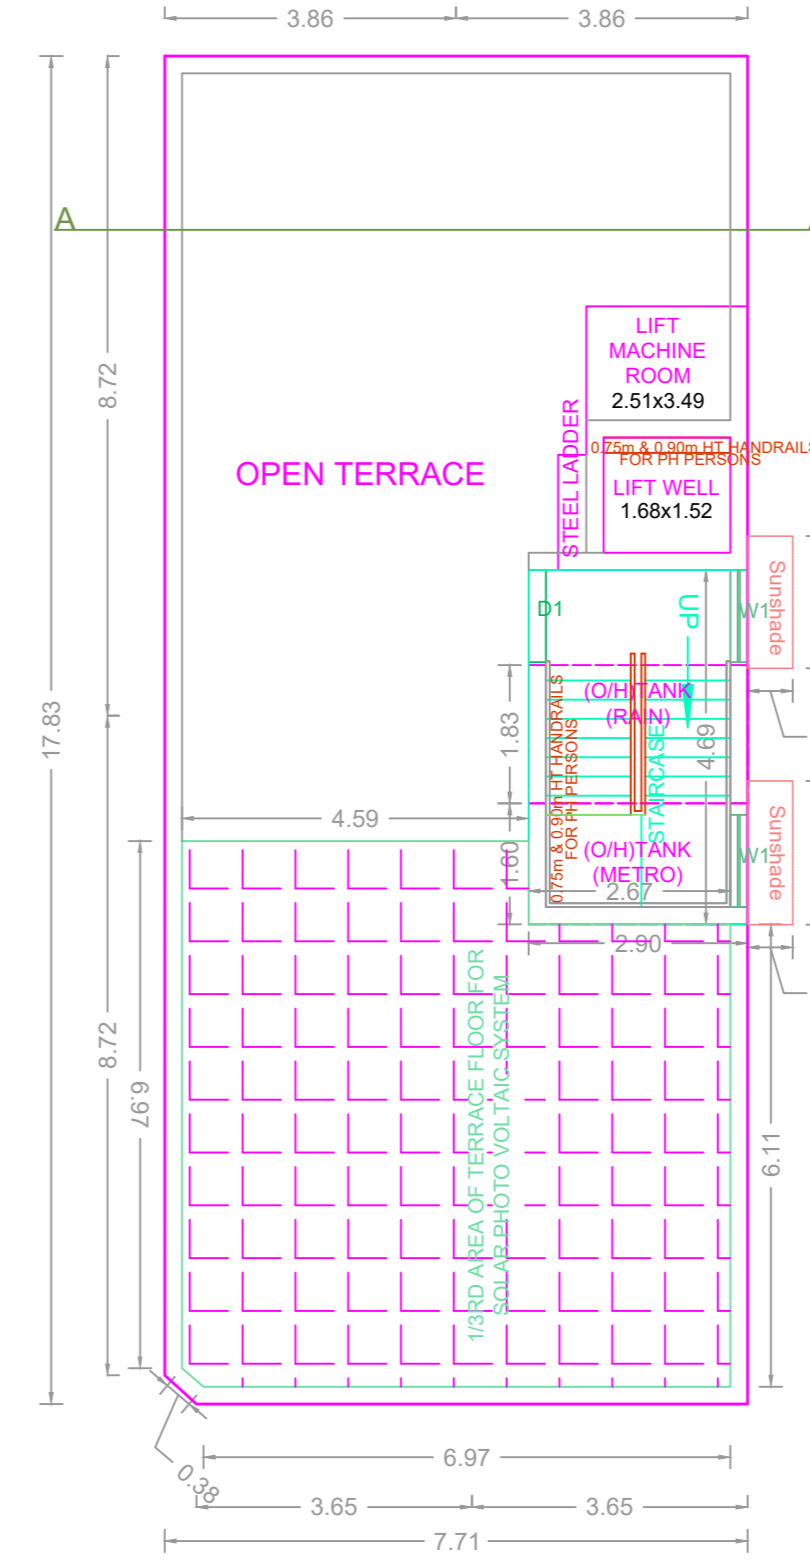 3.86
3.86
A
LIFT
MACHINE
ROOM
2.51x3.49
8.72
STEEL LADDER
0.75m & 0.90m HT HANDRAILS
FOR PH PERSONS
OPEN TERRACE
LIFT WELL
1.68x1.52
Sunshade
D1
UP
W1
(O/H)TANK
(RAIN)
17.83
1.83
4.69
0.75m & 0.90m HT HANDRAILS
FOR PH PERSONS
STAIRCASE
4.59
Sunshade
1.60
(O/H)TANK
(METRO)
W1
2.67
2.90
1/3RD AREA OF TERRACE FLOOR FOR
SOLAR PHOTO VOLTAIC SYSTEM
8.72
6.97
6.11
6.97
0.38
3.65
3.65
7.71